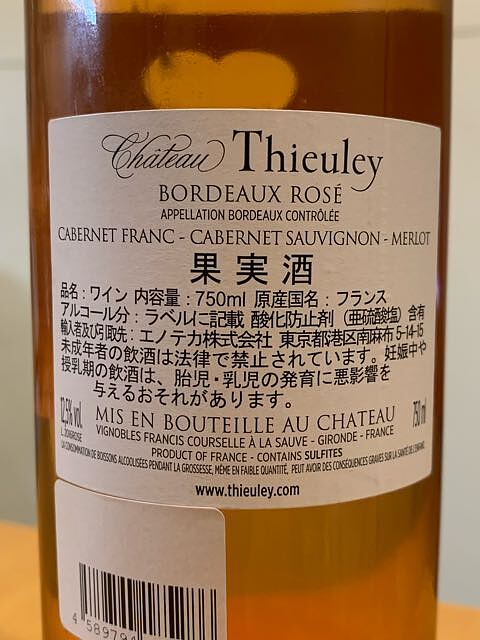 Château Thieuley
BORDEAUX ROSÉ
APPELLATION BORDEAUX CONTRÔLÉE
CABERNET FRANC - CABERNET SAUVIGNON - MERLOT
果実酒
品名：ワイン 内容量：750ml 原産国名：フランス
アルコール分：ラベルに記載 酸化防止剤（亜硫酸塩）含有
輸入者及び引取先：エノテカ株式会社 東京都港区南麻布5-14-15
未成年者の飲酒は法律で禁止されています。妊娠中や
授乳期の飲酒は、胎児・乳児の発育に悪影響を
与えるおそれがあります。
12,5% vol.
MIS EN BOUTEILLE AU CHATEAU
750 ml
VIGNOBLES FRANCIS COURSELLE À LA SAUVE - GIRONDE - FRANCE
PRODUCT OF FRANCE - CONTAINS SULFITES
LA CONSOMMATION DE BOISSONS ALCOOLISÉES PENDANT LA GROSSESSE, MÊME EN FAIBLE QUANTITÉ, PEUT AVOIR DES CONSÉQUENCES GRAVES SUR LA SANTÉ DE L'ENFANT.
www.thieuley.com
4 589794